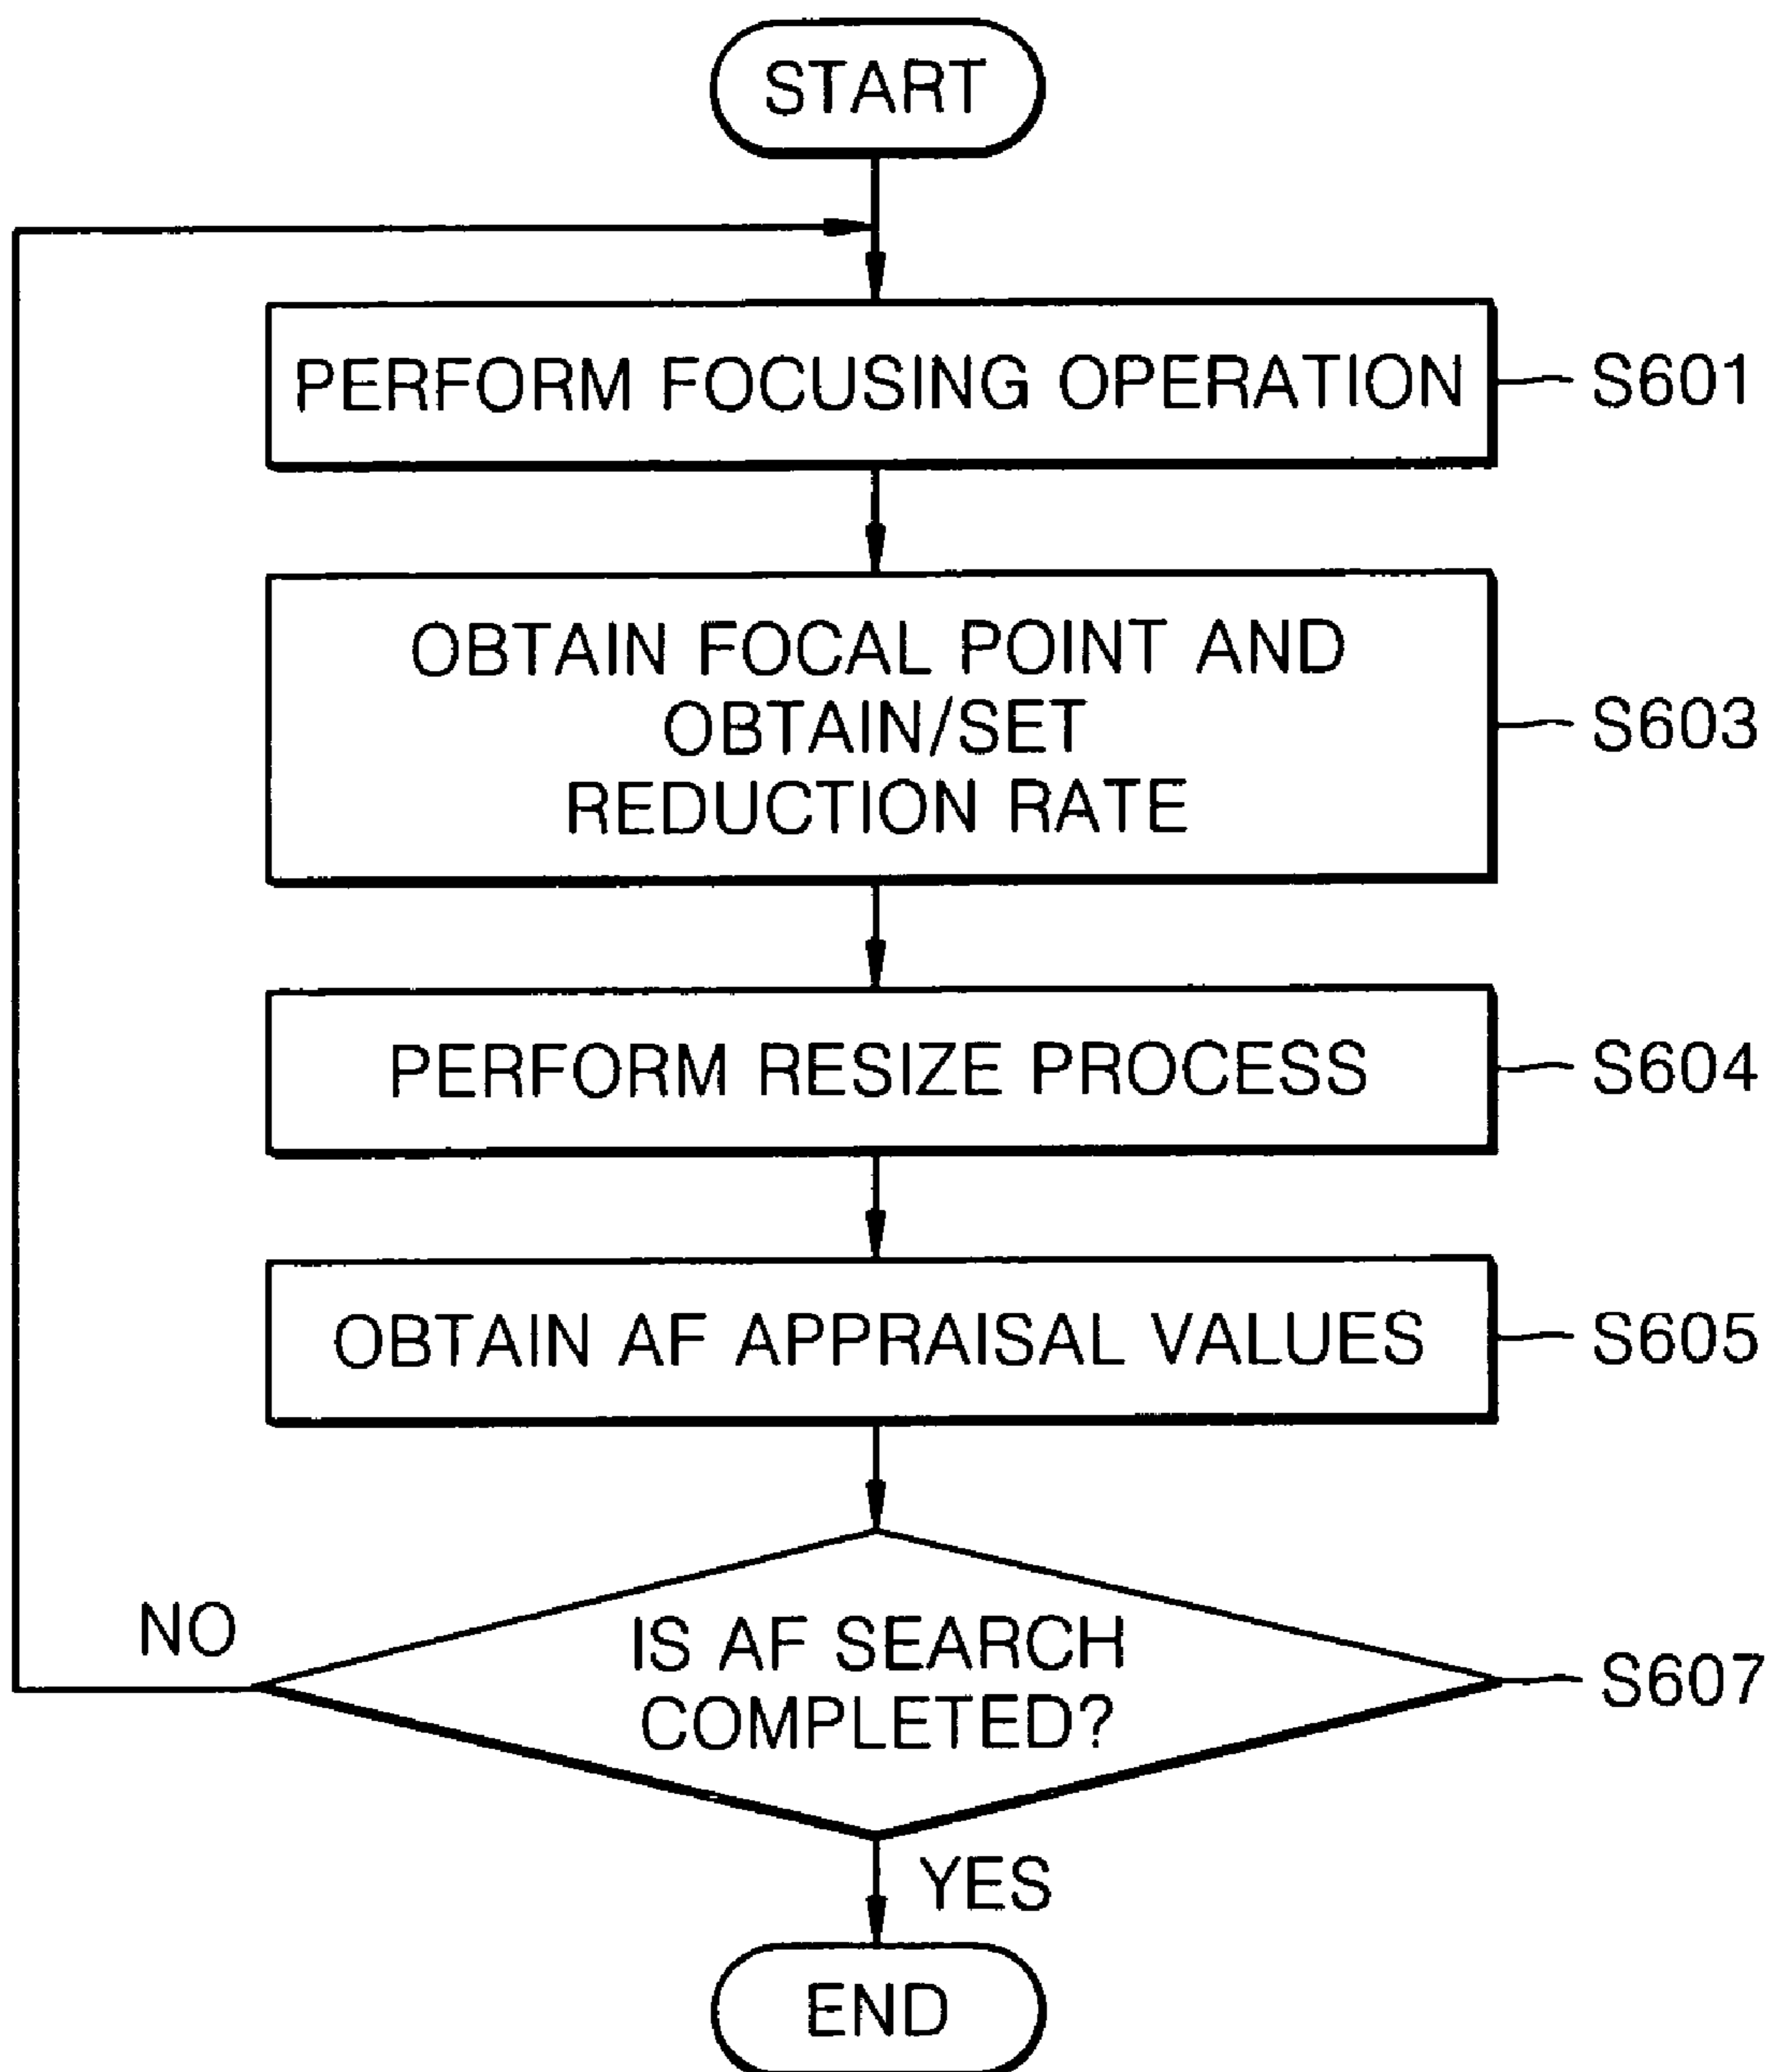 START
PERFORM FOCUSING OPERATION
S601
OBTAIN FOCAL POINT AND
OBTAIN/SET
REDUCTION RATE
S603
PERFORM RESIZE PROCESS
S604
OBTAIN AF APPRAISAL VALUES
S605
NO
IS AF SEARCH
COMPLETED?
S607
YES
END